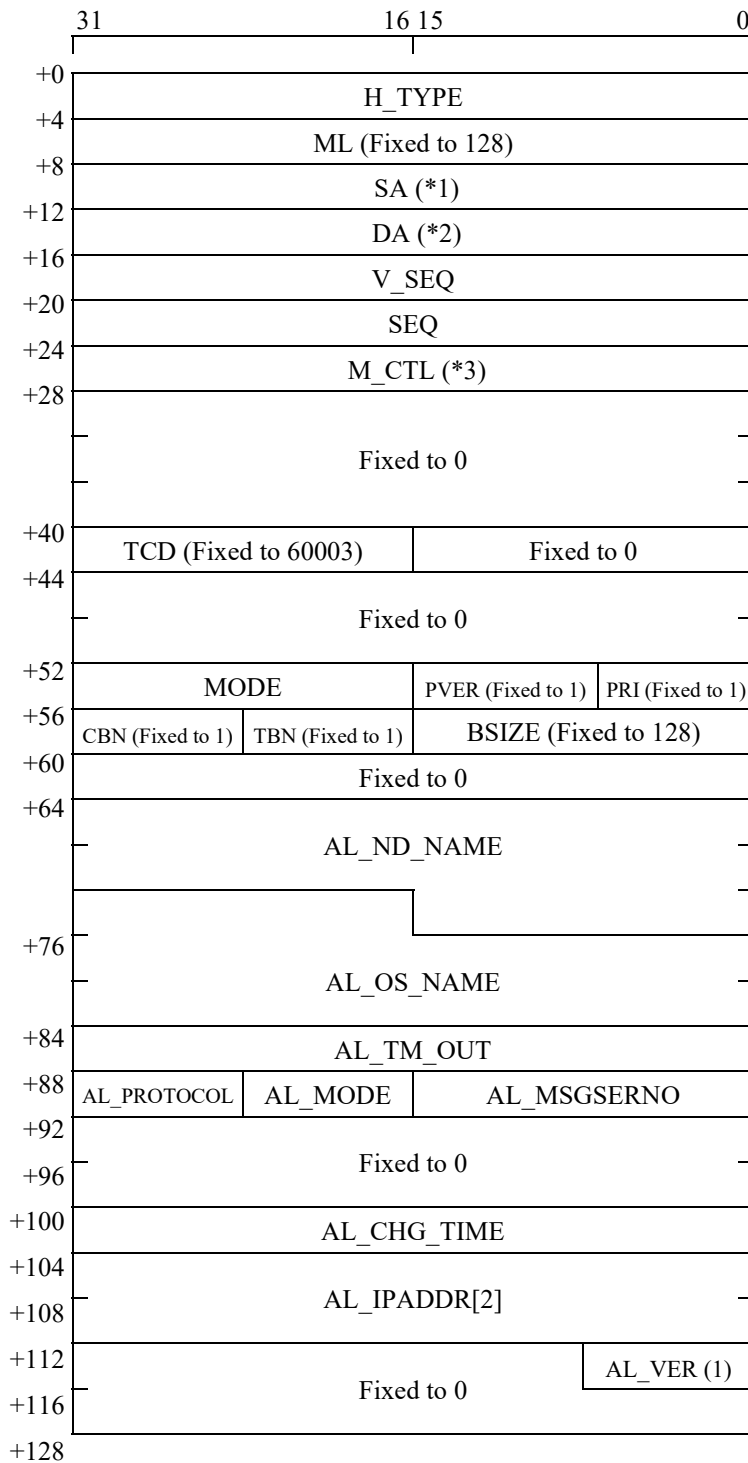 31 16 15 0
+0
H_TYPE
+4
ML (Fixed to 128)
+8
SA (*1)
+12
DA (*2)
+16
V_SEQ
+20
SEQ
+24
M_CTL (*3)
+28
Fixed to 0
+40
TCD (Fixed to 60003) Fixed to 0
+44
Fixed to 0
+52
MODE PVER (Fixed to 1) PRI (Fixed to 1)
+56
CBN (Fixed to 1) TBN (Fixed to 1) BSIZE (Fixed to 128)
+60
Fixed to 0
+64
AL_ND_NAME
+76
AL_OS_NAME
+84
AL_TM_OUT
+88
AL_PROTOCOL AL_MODE AL_MSGSERNO
+92
Fixed to 0
+96
+100
AL_CHG_TIME
+104
AL_IPADDR[2]
+108
+112
AL_VER (1)
Fixed to 0
+116
+128